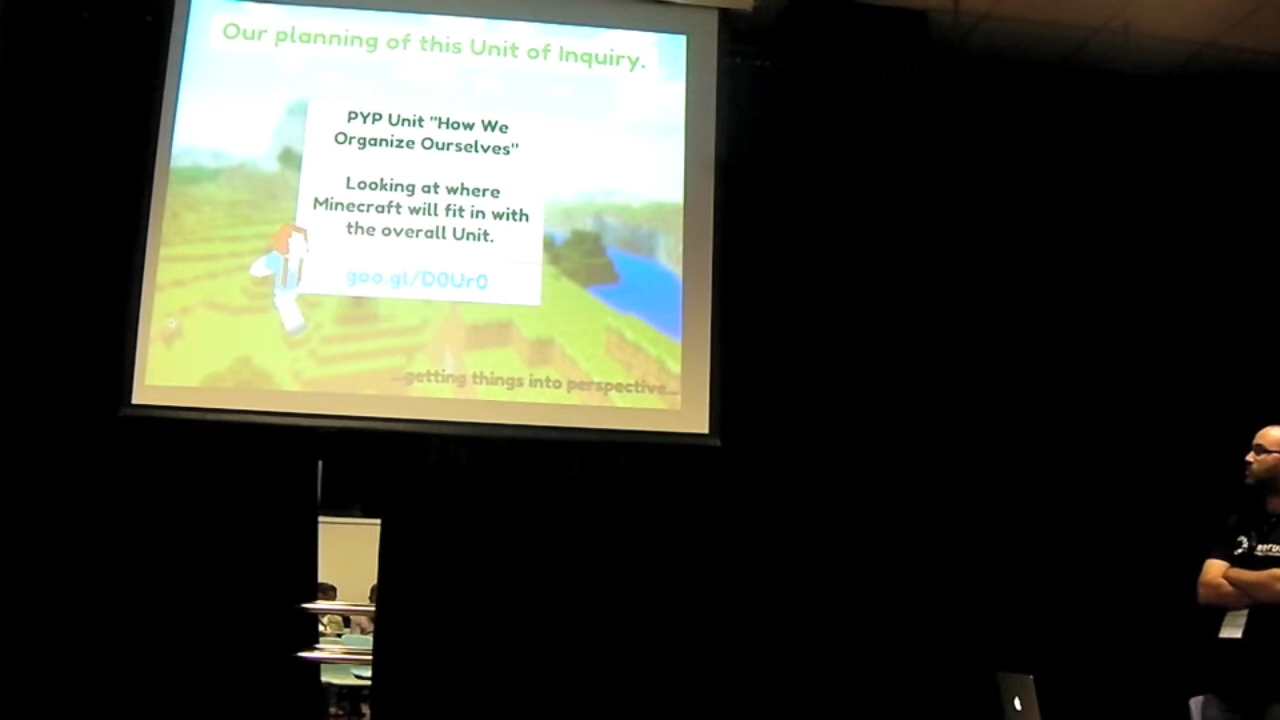 Our planning of this Unit of Inquiry.
PYP Unit "How We
Organize Ourselves"
Looking at where
Minecraft will fit in with
the overall Unit.
goo.gl/D0Ur0
...getting things into perspective...